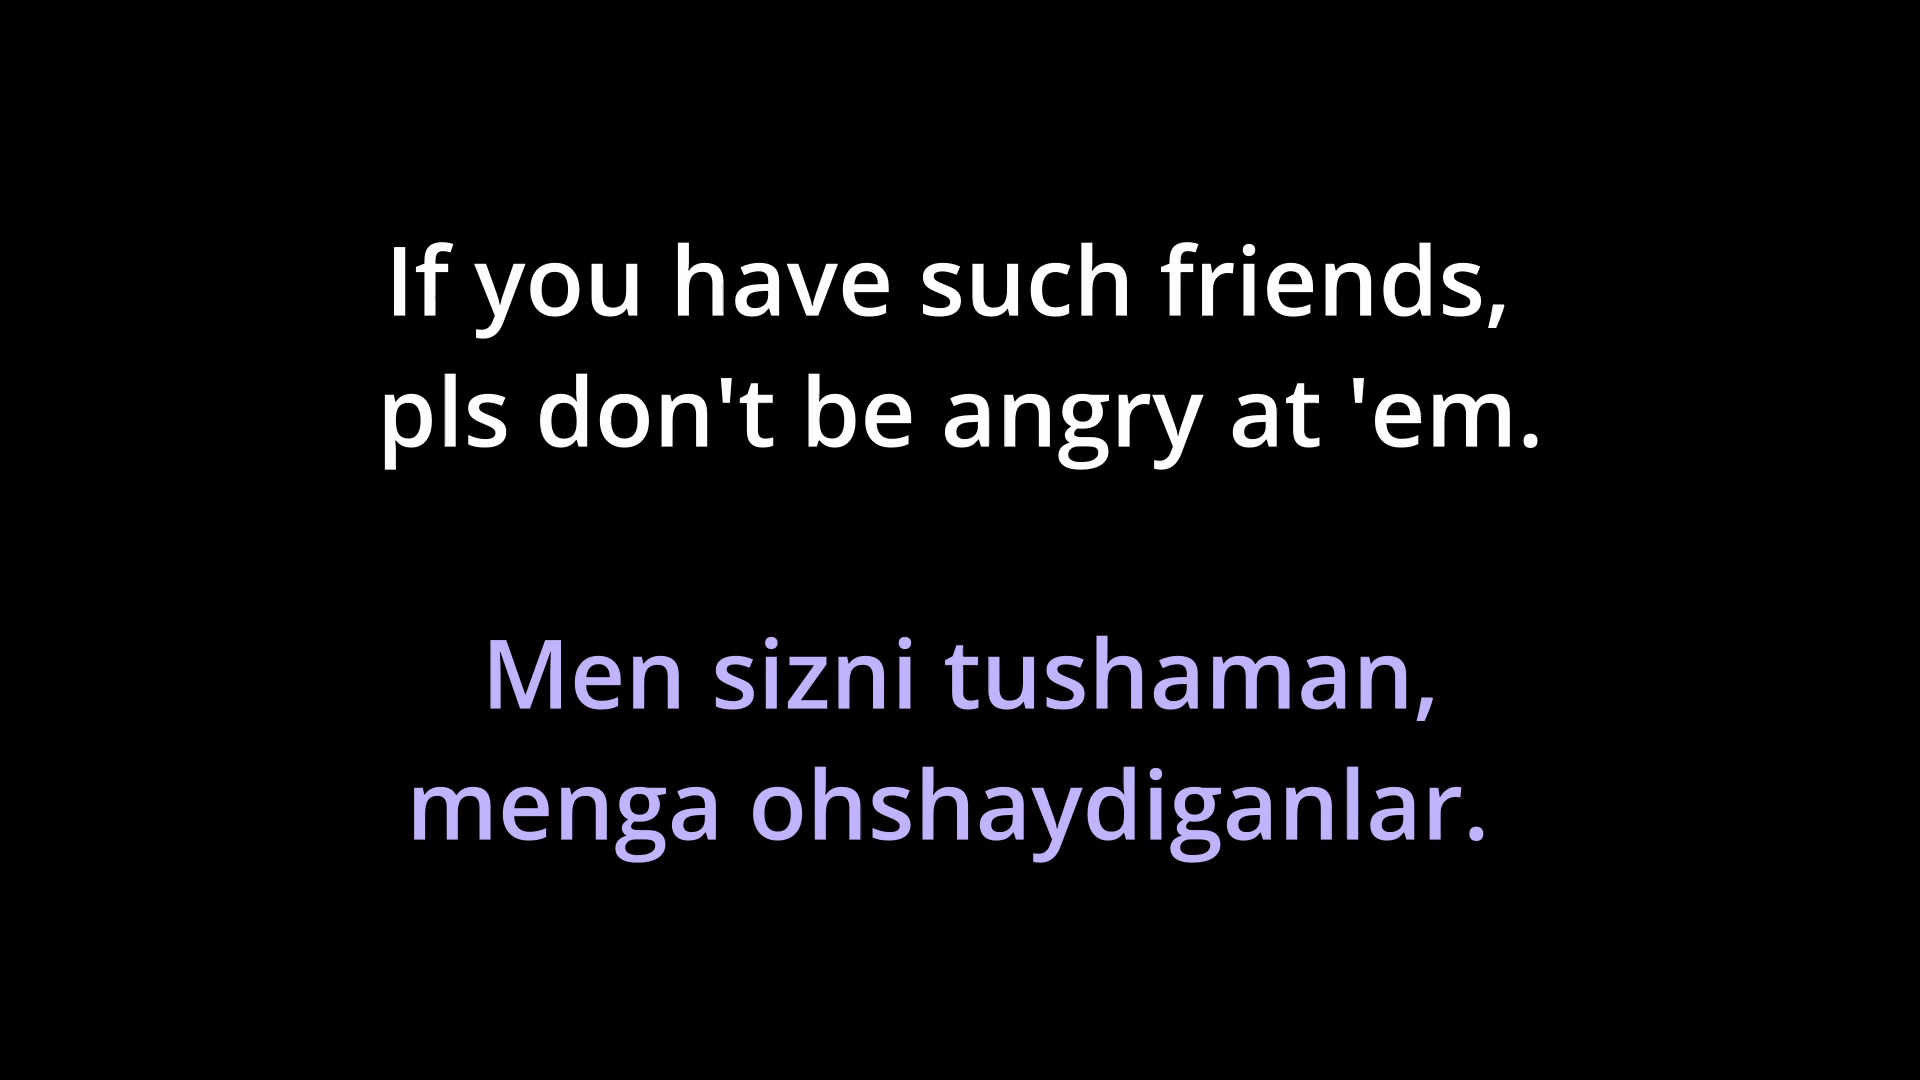 If you have such friends,
pls don't be angry at 'em.
Men sizni tushaman,
menga ohshaydiganlar.